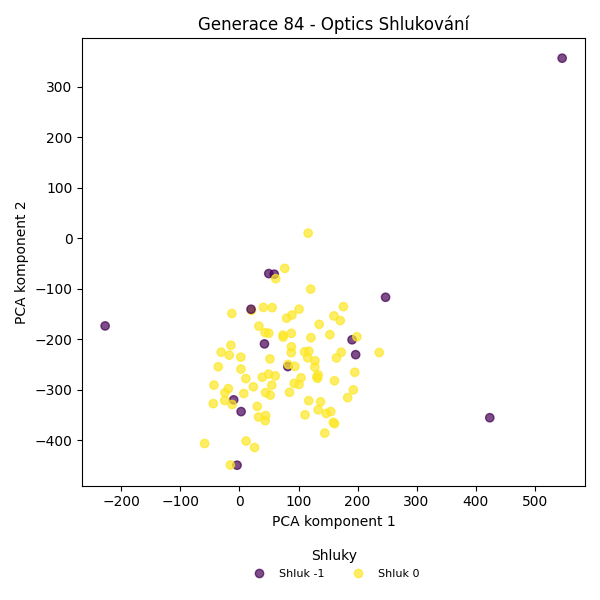 Generace 84 - Optics Shlukování
PCA komponent 2
300
200
100
0
−100
−200
−300
−400
−200
−100
0
100
200
300
400
500
PCA komponent 1
Shluky
Shluk -1
Shluk 0